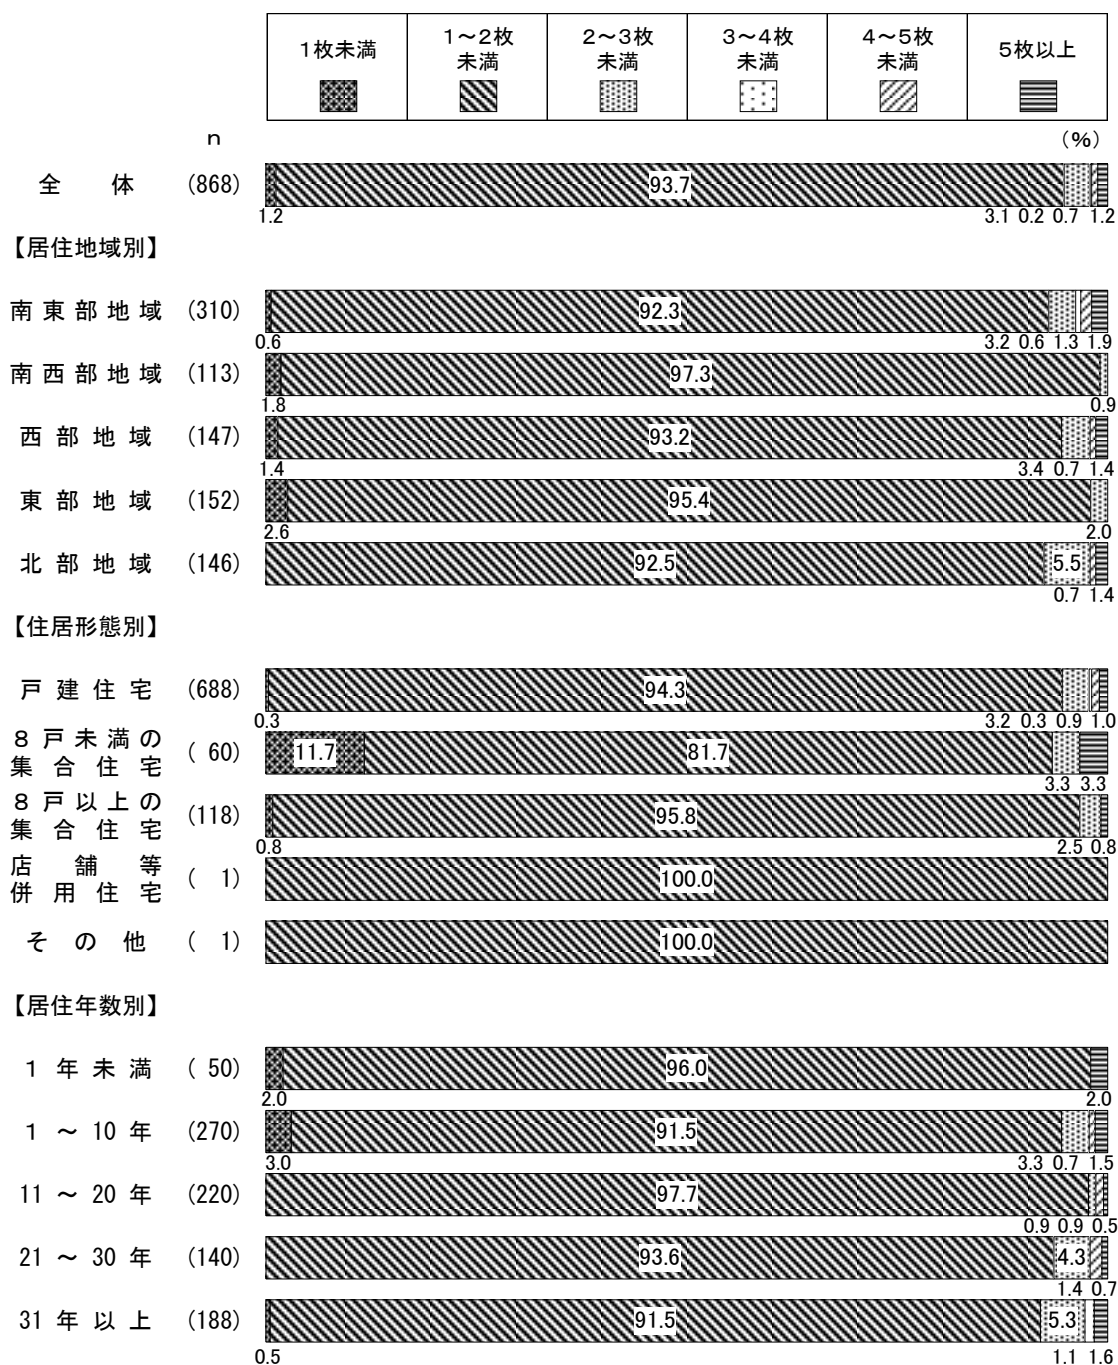 1枚未満 1～2枚未満 2～3枚未満 3～4枚未満 4～5枚未満 5枚以上
n (%)
全体 (868) 93.7
1.2 3.1 0.2 0.7 1.2
【居住地域別】
南東部地域 (310) 92.3
0.6 3.2 0.6 1.3 1.9
南西部地域 (113) 97.3
1.8 0.9
西部地域 (147) 93.2
1.4 3.4 0.7 1.4
東部地域 (152) 95.4
2.6 2.0
北部地域 (146) 92.5 5.5
0.7 1.4
【住居形態別】
戸建住宅 (688) 94.3
0.3 3.2 0.3 0.9 1.0
8戸未満の
集合住宅 ( 60) 11.7 81.7
3.3 3.3
8戸以上の
集合住宅 (118) 95.8
0.8 2.5 0.8
店舗等
併用住宅 ( 1) 100.0
その他 ( 1) 100.0
【居住年数別】
1年未満 ( 50) 96.0
2.0 2.0
1～10年 (270) 91.5
3.0 3.3 0.7 1.5
11～20年 (220) 97.7
0.9 0.9 0.5
21～30年 (140) 93.6 4.3
1.4 0.7
31年以上 (188) 91.5 5.3
0.5 1.1 1.6